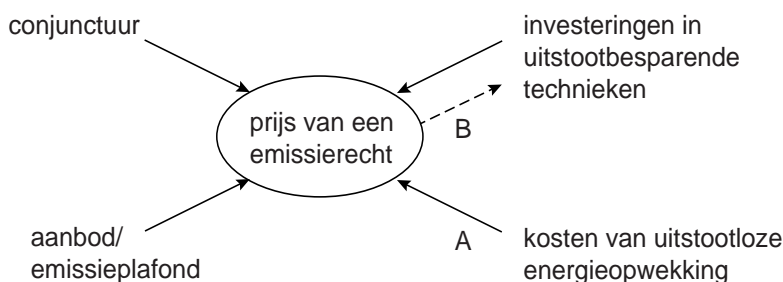 conjunctuur
investeringen in
uitstootbesparende
technieken
prijs van een
emissierecht
B
aanbod/
emissieplafond
A
kosten van uitstootloze
energieopwekking